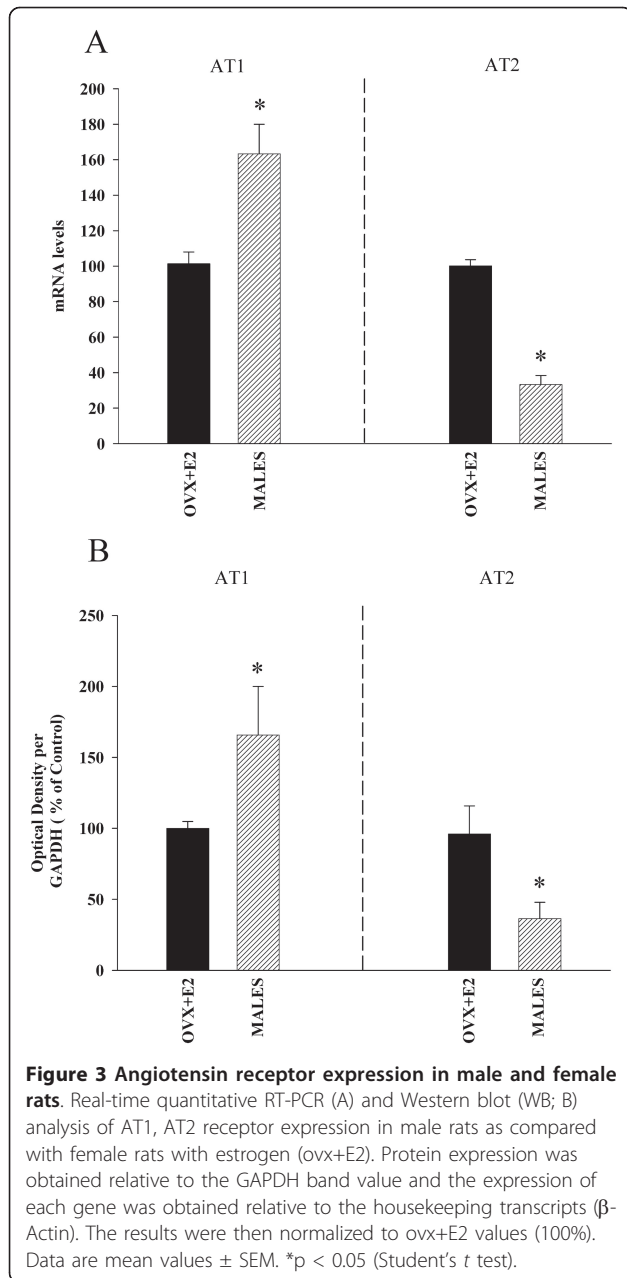 A
AT1 AT2
200
180
160
140
120
100
80
60
40
20
0
mRNA levels
* *
OVX+E2 MALES OVX+E2 MALES
B
AT1 AT2
250
200
150
100
50
0
Optical Density per
GAPDH ( % of Control)
* *
OVX+E2 MALES OVX+E2 MALES
Figure 3 Angiotensin receptor expression in male and female
rats. Real-time quantitative RT-PCR (A) and Western blot (WB; B)
analysis of AT1, AT2 receptor expression in male rats as compared
with female rats with estrogen (ovx+E2). Protein expression was
obtained relative to the GAPDH band value and the expression of
each gene was obtained relative to the housekeeping transcripts (β-
Actin). The results were then normalized to ovx+E2 values (100%).
Data are mean values ± SEM. *p < 0.05 (Student's t test).